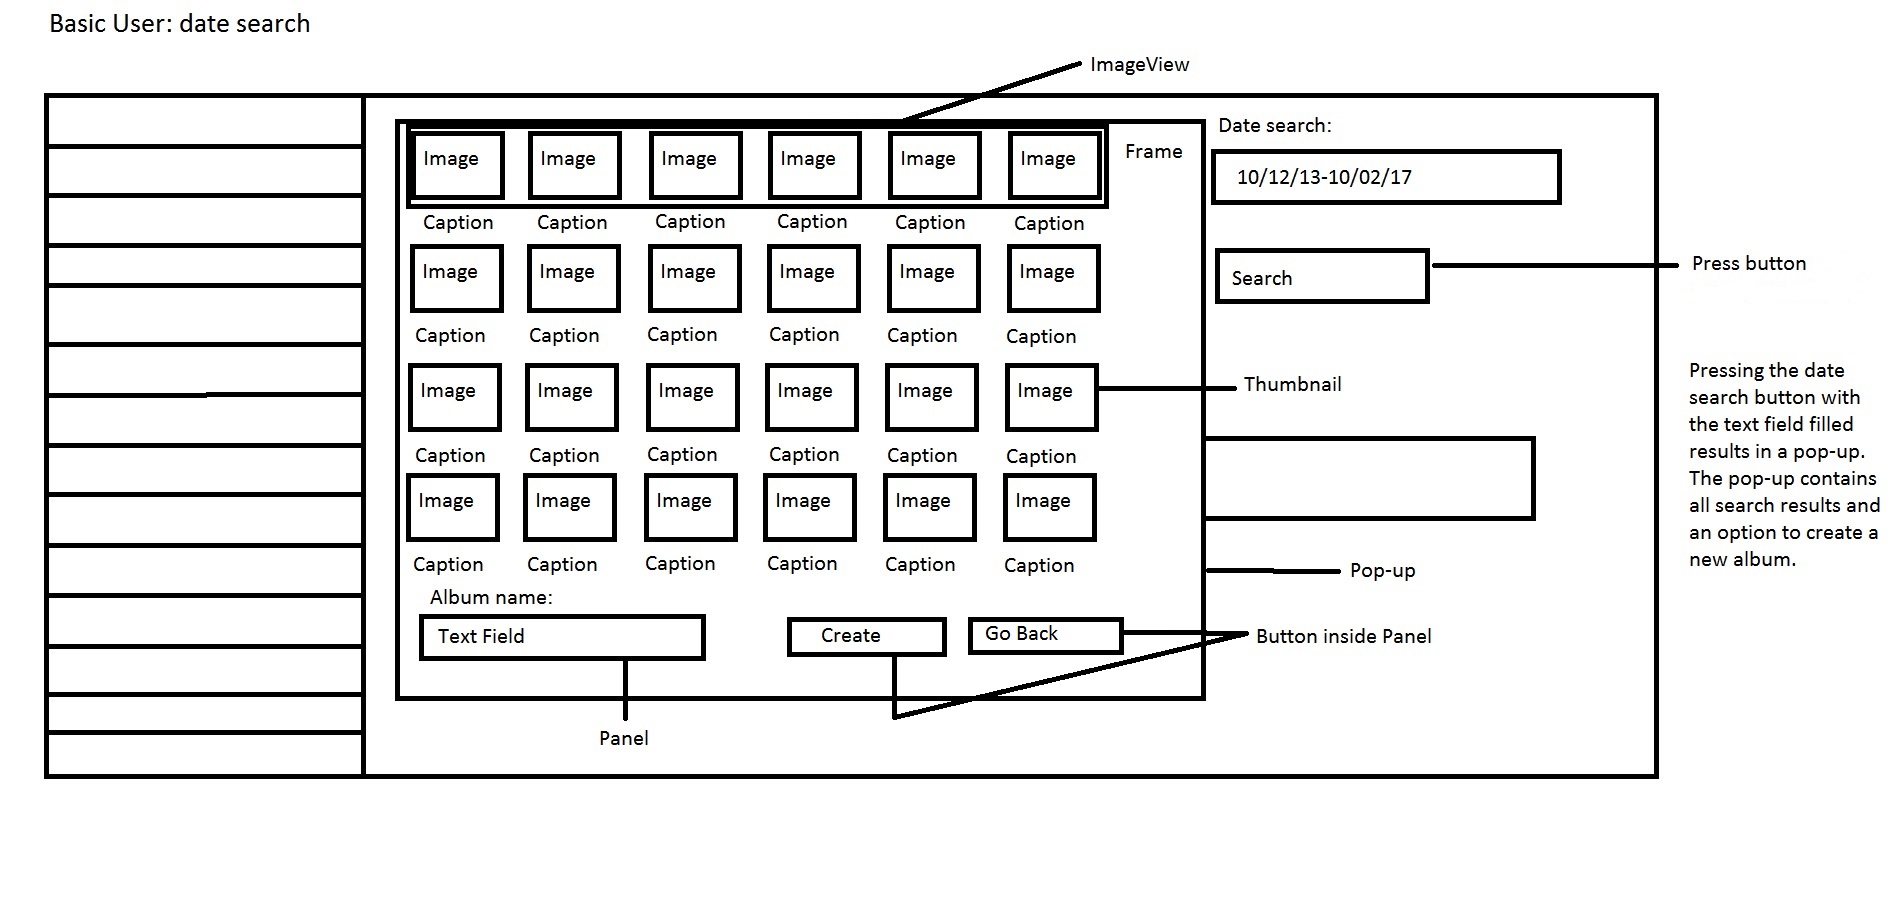 Basic User: date search
ImageView
Date search:
Image Image Image Image Image Image Frame
10/12/13-10/02/17
Caption Caption Caption Caption Caption Caption
Image Image Image Image Image Image
Search
Press button
Caption Caption Caption Caption Caption Caption
Image Image Image Image Image Image
Thumbnail
Caption Caption Caption Caption Caption Caption
Image Image Image Image Image Image
Caption Caption Caption Caption Caption Caption
Pop-up
Album name:
Text Field
Create
Go Back
Button inside Panel
Panel
Pressing the date
search button with
the text field filled
results in a pop-up.
The pop-up contains
all search results and
an option to create a
new album.